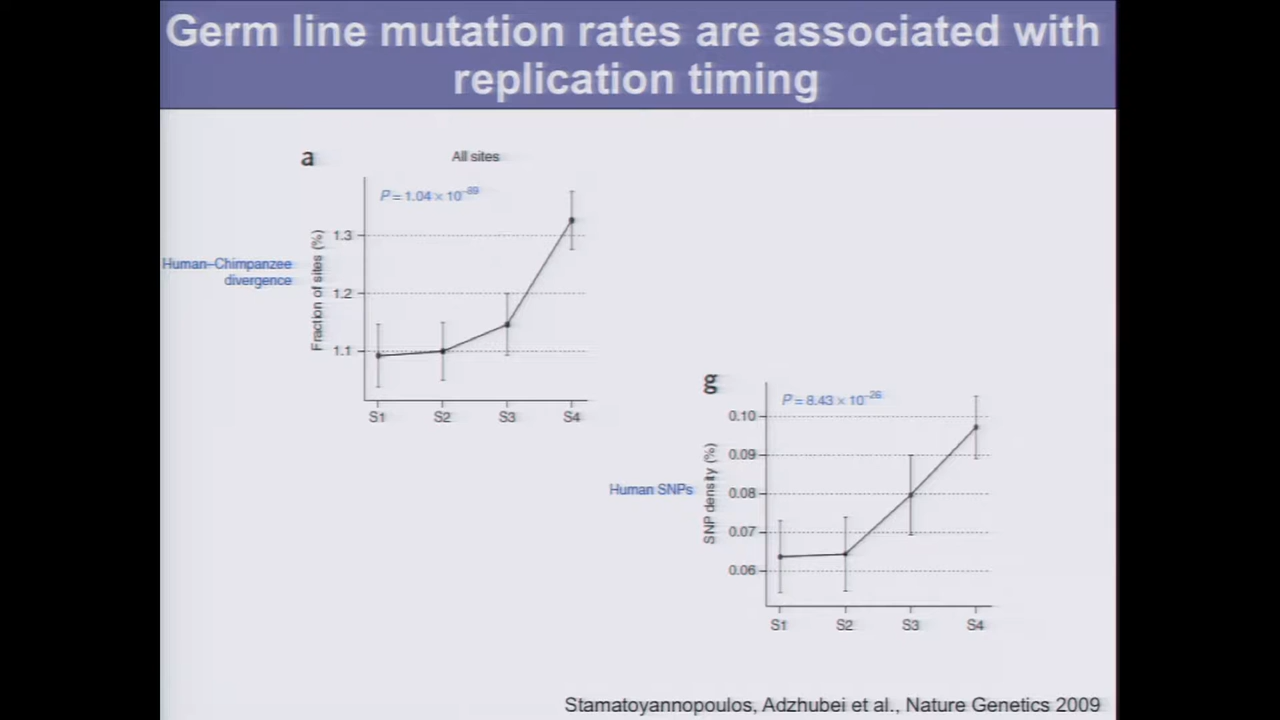 Germ line mutation rates are associated with
replication timing
a
All sites
P = 1.04 × 10⁻⁸⁹
Human–Chimpanzee
divergence
Fraction of sites (%)
1.3
1.2
1.1
S1 S2 S3 S4
g
P = 8.43 × 10⁻²⁶
Human SNPs
SNP density (%)
0.10
0.09
0.08
0.07
0.06
S1 S2 S3 S4
Stamatoyannopoulos, Adzhubei et al., Nature Genetics 2009